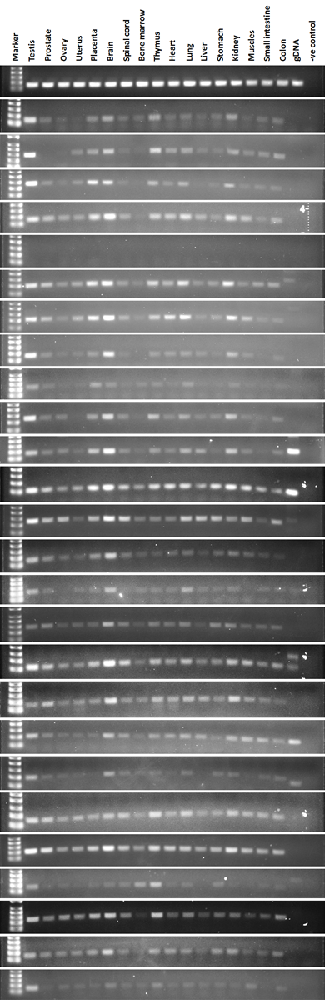 Marker
Testis
Prostate
Ovary
Uterus
Placenta
Brain
Spinal cord
Bone marrow
Thymus
Heart
Lung
Liver
Stomach
Kidney
Muscles
Small intestine
Colon
gDNA
-ve control
4